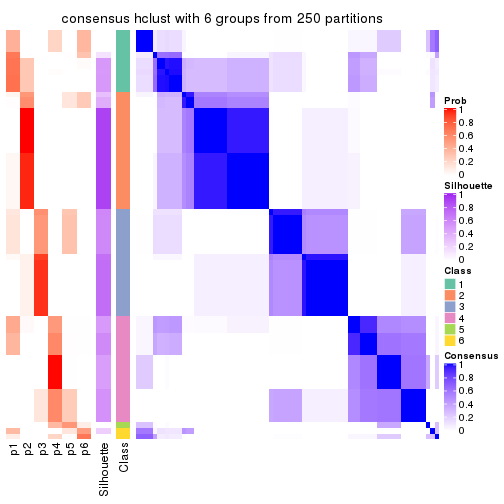 consensus hclust with 6 groups from 250 partitions
Prob
1
0.8
0.6
0.4
0.2
0
Silhouette
1
0.8
0.6
0.4
0.2
0
Class
1
2
3
4
5
6
Consensus
1
0.8
0.6
0.4
0.2
0
p1
p2
p3
p4
p5
p6
Silhouette
Class